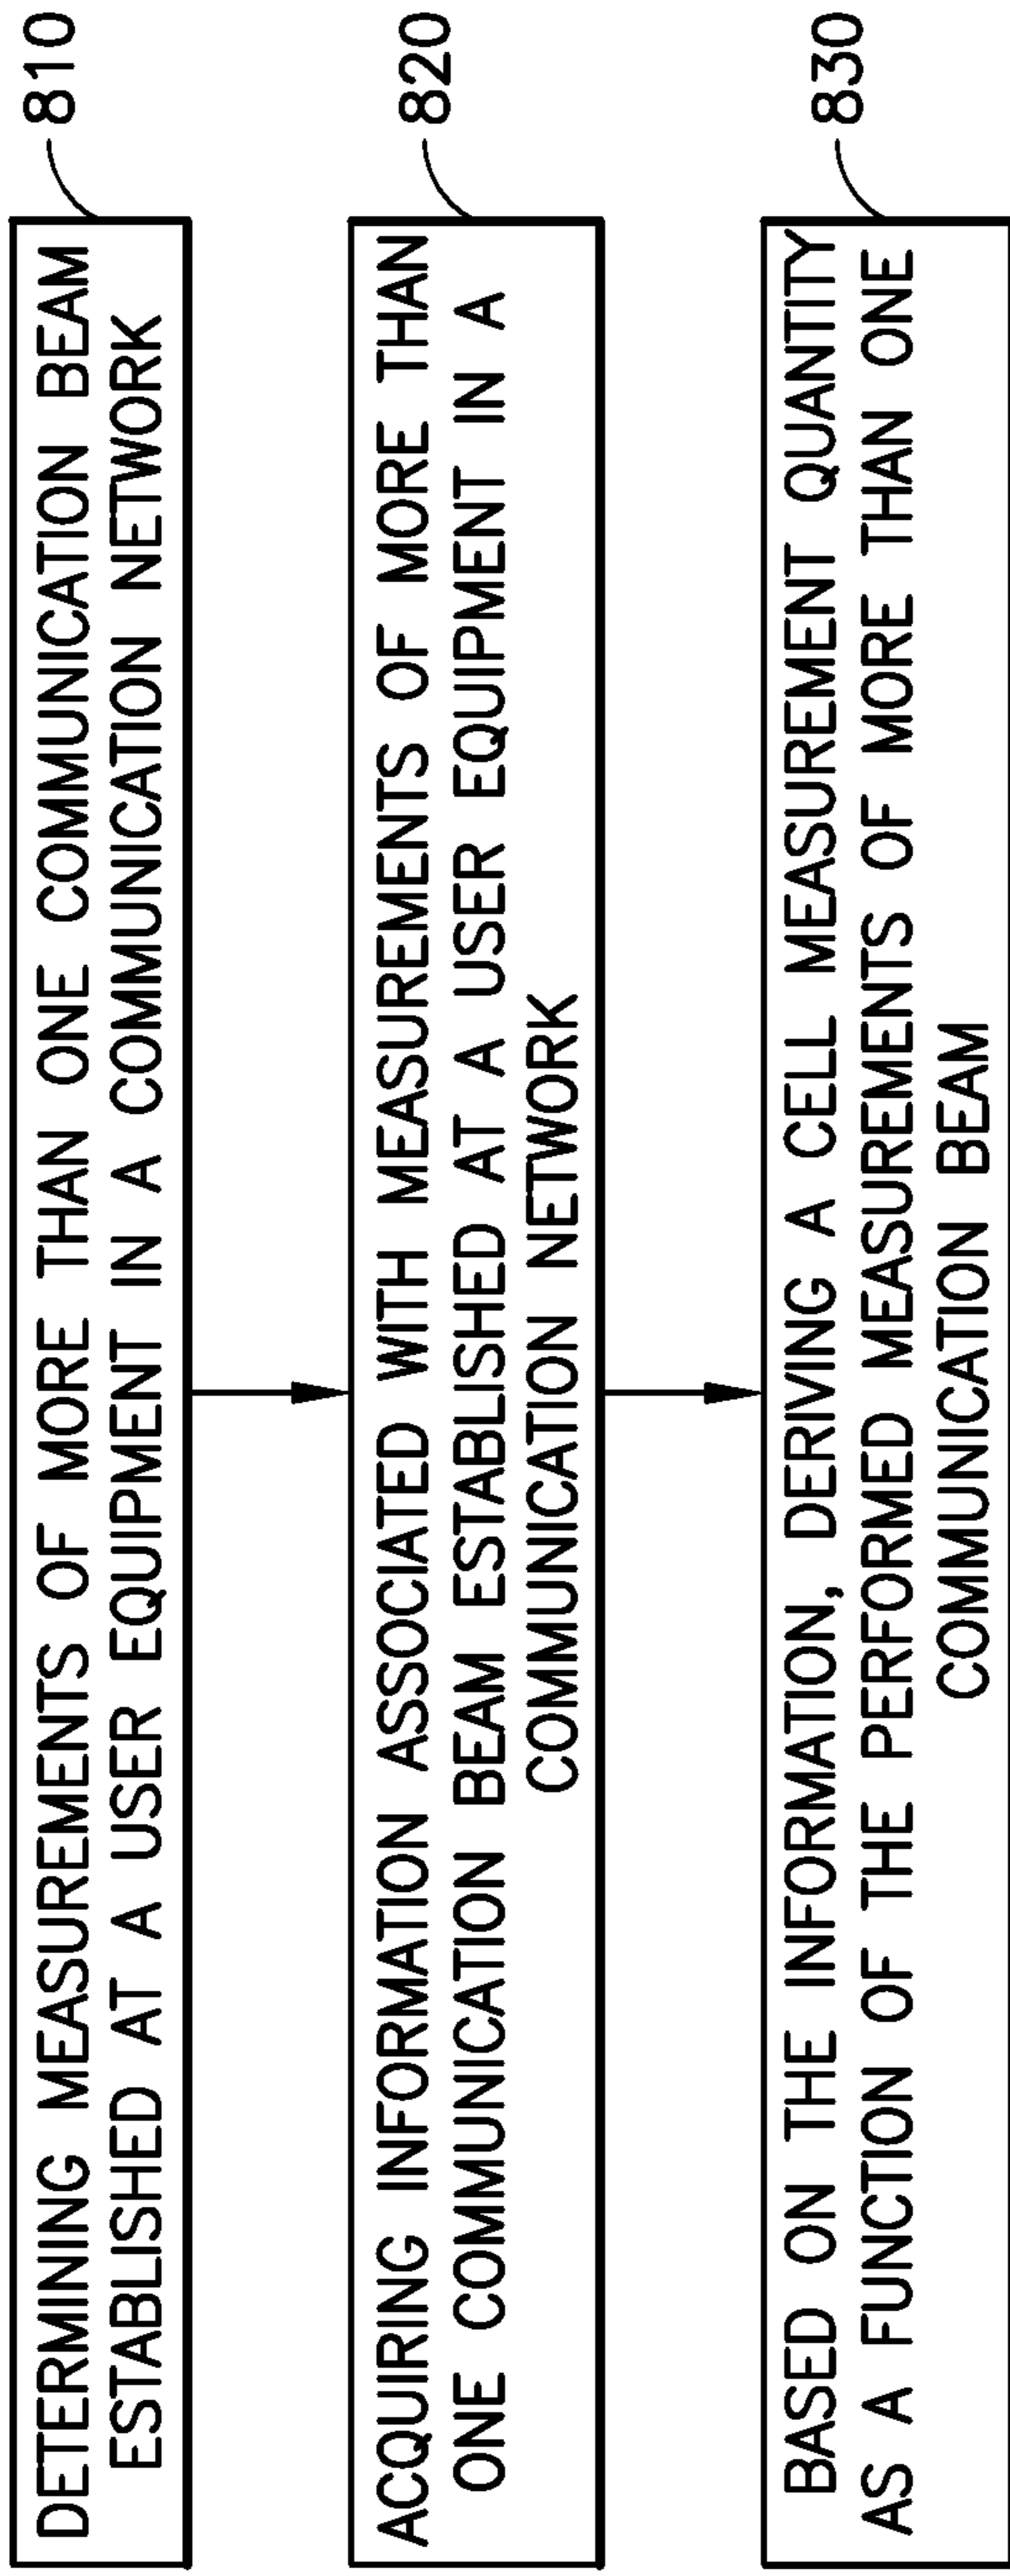 DETERMINING MEASUREMENTS OF MORE THAN ONE COMMUNICATION BEAM
ESTABLISHED AT A USER EQUIPMENT IN A COMMUNICATION NETWORK
810
ACQUIRING INFORMATION ASSOCIATED WITH MEASUREMENTS OF MORE THAN
ONE COMMUNICATION BEAM ESTABLISHED AT A USER EQUIPMENT IN A
COMMUNICATION NETWORK
820
BASED ON THE INFORMATION, DERIVING A CELL MEASUREMENT QUANTITY
AS A FUNCTION OF THE PERFORMED MEASUREMENTS OF MORE THAN ONE
COMMUNICATION BEAM
830